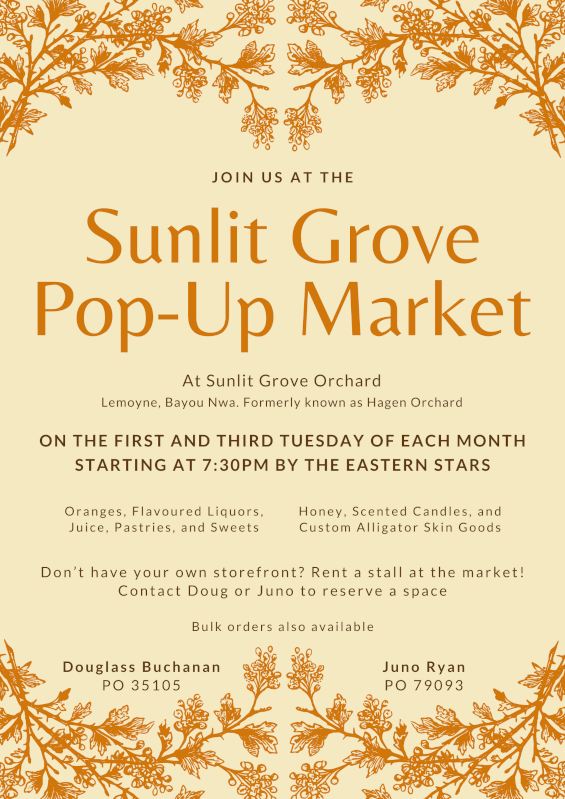 JOIN US AT THE
Sunlit Grove
Pop-Up Market
At Sunlit Grove Orchard
Lemoyne, Bayou Nwa. Formerly known as Hagen Orchard
ON THE FIRST AND THIRD TUESDAY OF EACH MONTH
STARTING AT 7:30PM BY THE EASTERN STARS
Oranges, Flavoured Liquors,
Juice, Pastries, and Sweets
Honey, Scented Candles, and
Custom Alligator Skin Goods
Don't have your own storefront? Rent a stall at the market!
Contact Doug or Juno to reserve a space
Bulk orders also available
Douglass Buchanan
PO 35105
Juno Ryan
PO 79093